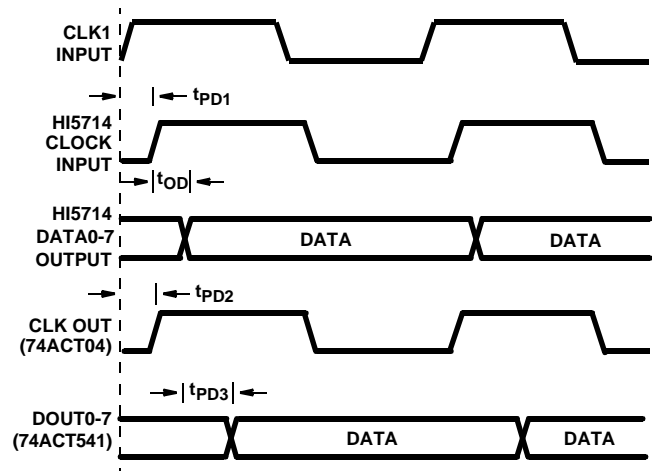 CLK1
INPUT
tPD1
HI5714
CLOCK
INPUT
tOD
HI5714
DATA0-7
OUTPUT
DATA
DATA
tPD2
CLK OUT
(74ACT04)
tPD3
DOUT0-7
(74ACT541)
DATA
DATA